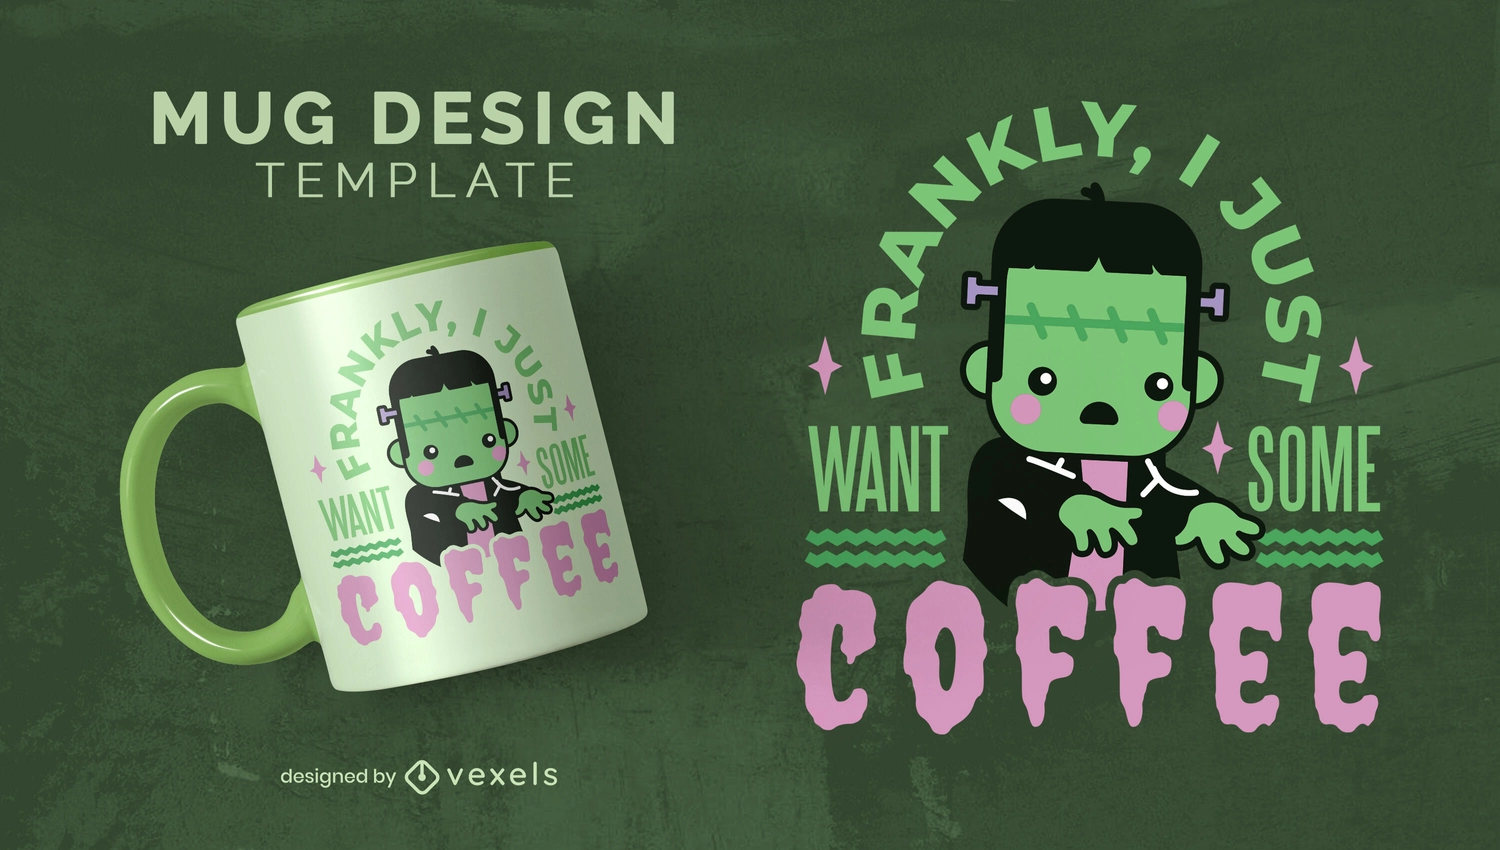 MUG DESIGN
TEMPLATE
FRANKLY, I JUST
WANT SOME
COFFEE
FRANKLY, I JUST
WANT SOME
COFFEE
designed by vexels